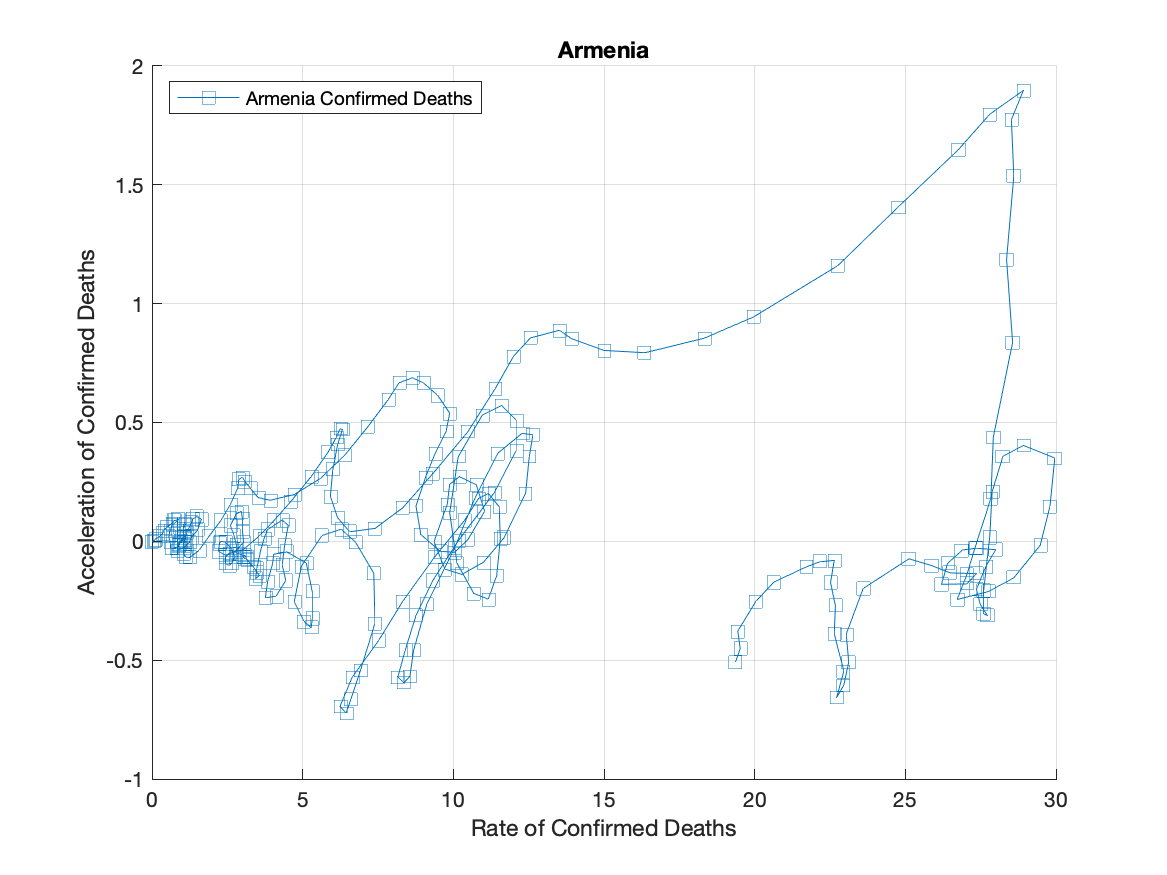 Armenia
Armenia Confirmed Deaths
2
1.5
1
0.5
0
-0.5
-1
0 5 10 15 20 25 30
Acceleration of Confirmed Deaths
Rate of Confirmed Deaths